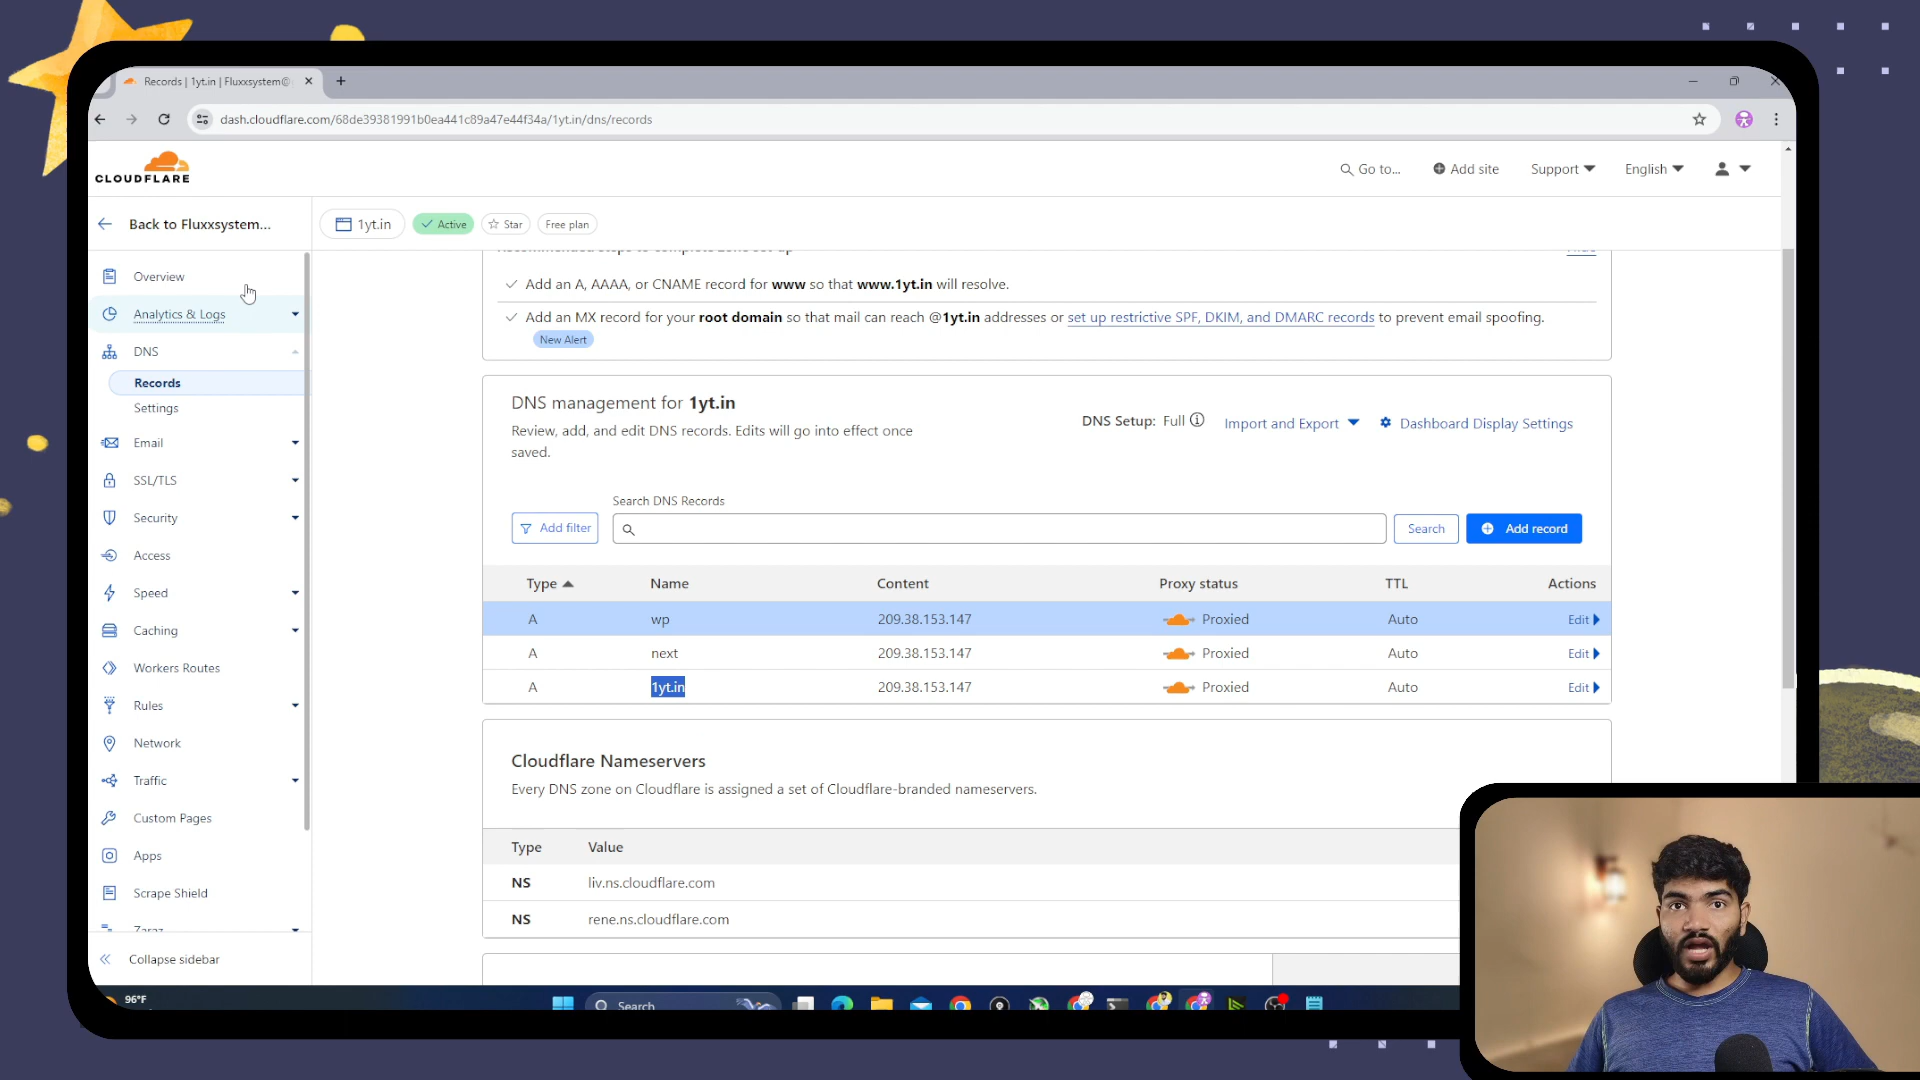 Records | 1yt.in | Fluxxsystem@
dash.cloudflare.com/68de39381991b0ea441c89a47e44f34a/1yt.in/dns/records
CLOUDFLARE
Go to...
Add site
Support
English
Back to Fluxxsystem...
1yt.in
Active
Star
Free plan
Overview
Analytics & Logs
DNS
Records
Settings
Email
SSL/TLS
Security
Access
Speed
Caching
Workers Routes
Rules
Network
Traffic
Custom Pages
Apps
Scrape Shield
Zaraz
Collapse sidebar
Recommended steps to complete zone set-up
Hide
Add an A, AAAA, or CNAME record for www so that www.1yt.in will resolve.
Add an MX record for your root domain so that mail can reach @1yt.in addresses or set up restrictive SPF, DKIM, and DMARC records to prevent email spoofing.
New Alert
DNS management for 1yt.in
Review, add, and edit DNS records. Edits will go into effect once
saved.
DNS Setup: Full
Import and Export
Dashboard Display Settings
Search DNS Records
Add filter
Search
Add record
Type Name Content Proxy status TTL Actions
A wp 209.38.153.147 Proxied Auto Edit
A next 209.38.153.147 Proxied Auto Edit
A 1yt.in 209.38.153.147 Proxied Auto Edit
Cloudflare Nameservers
Every DNS zone on Cloudflare is assigned a set of Cloudflare-branded nameservers.
Type Value
NS liv.ns.cloudflare.com
NS rene.ns.cloudflare.com
96°F
Search